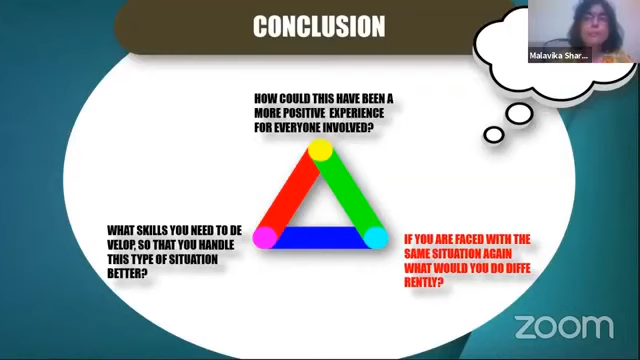 CONCLUSION
Malavika Shar...
HOW COULD THIS HAVE BEEN A
MORE POSITIVE EXPERIENCE
FOR EVERYONE INVOLVED?
WHAT SKILLS YOU NEED TO DE
VELOP, SO THAT YOU HANDLE
THIS TYPE OF SITUATION
BETTER?
IF YOU ARE FACED WITH THE
SAME SITUATION AGAIN
WHAT WOULD YOU DO DIFFE
RENTLY?
zoom